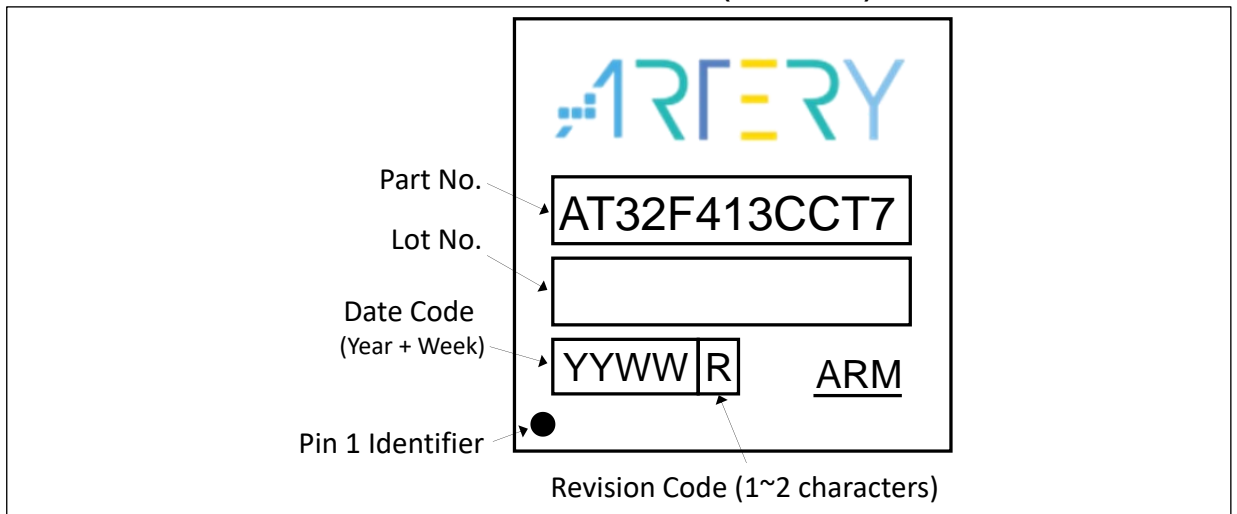 ARTERY
Part No.
AT32F413CCT7
Lot No.
Date Code
(Year + Week)
YYWW R
ARM
Pin 1 Identifier
Revision Code (1~2 characters)